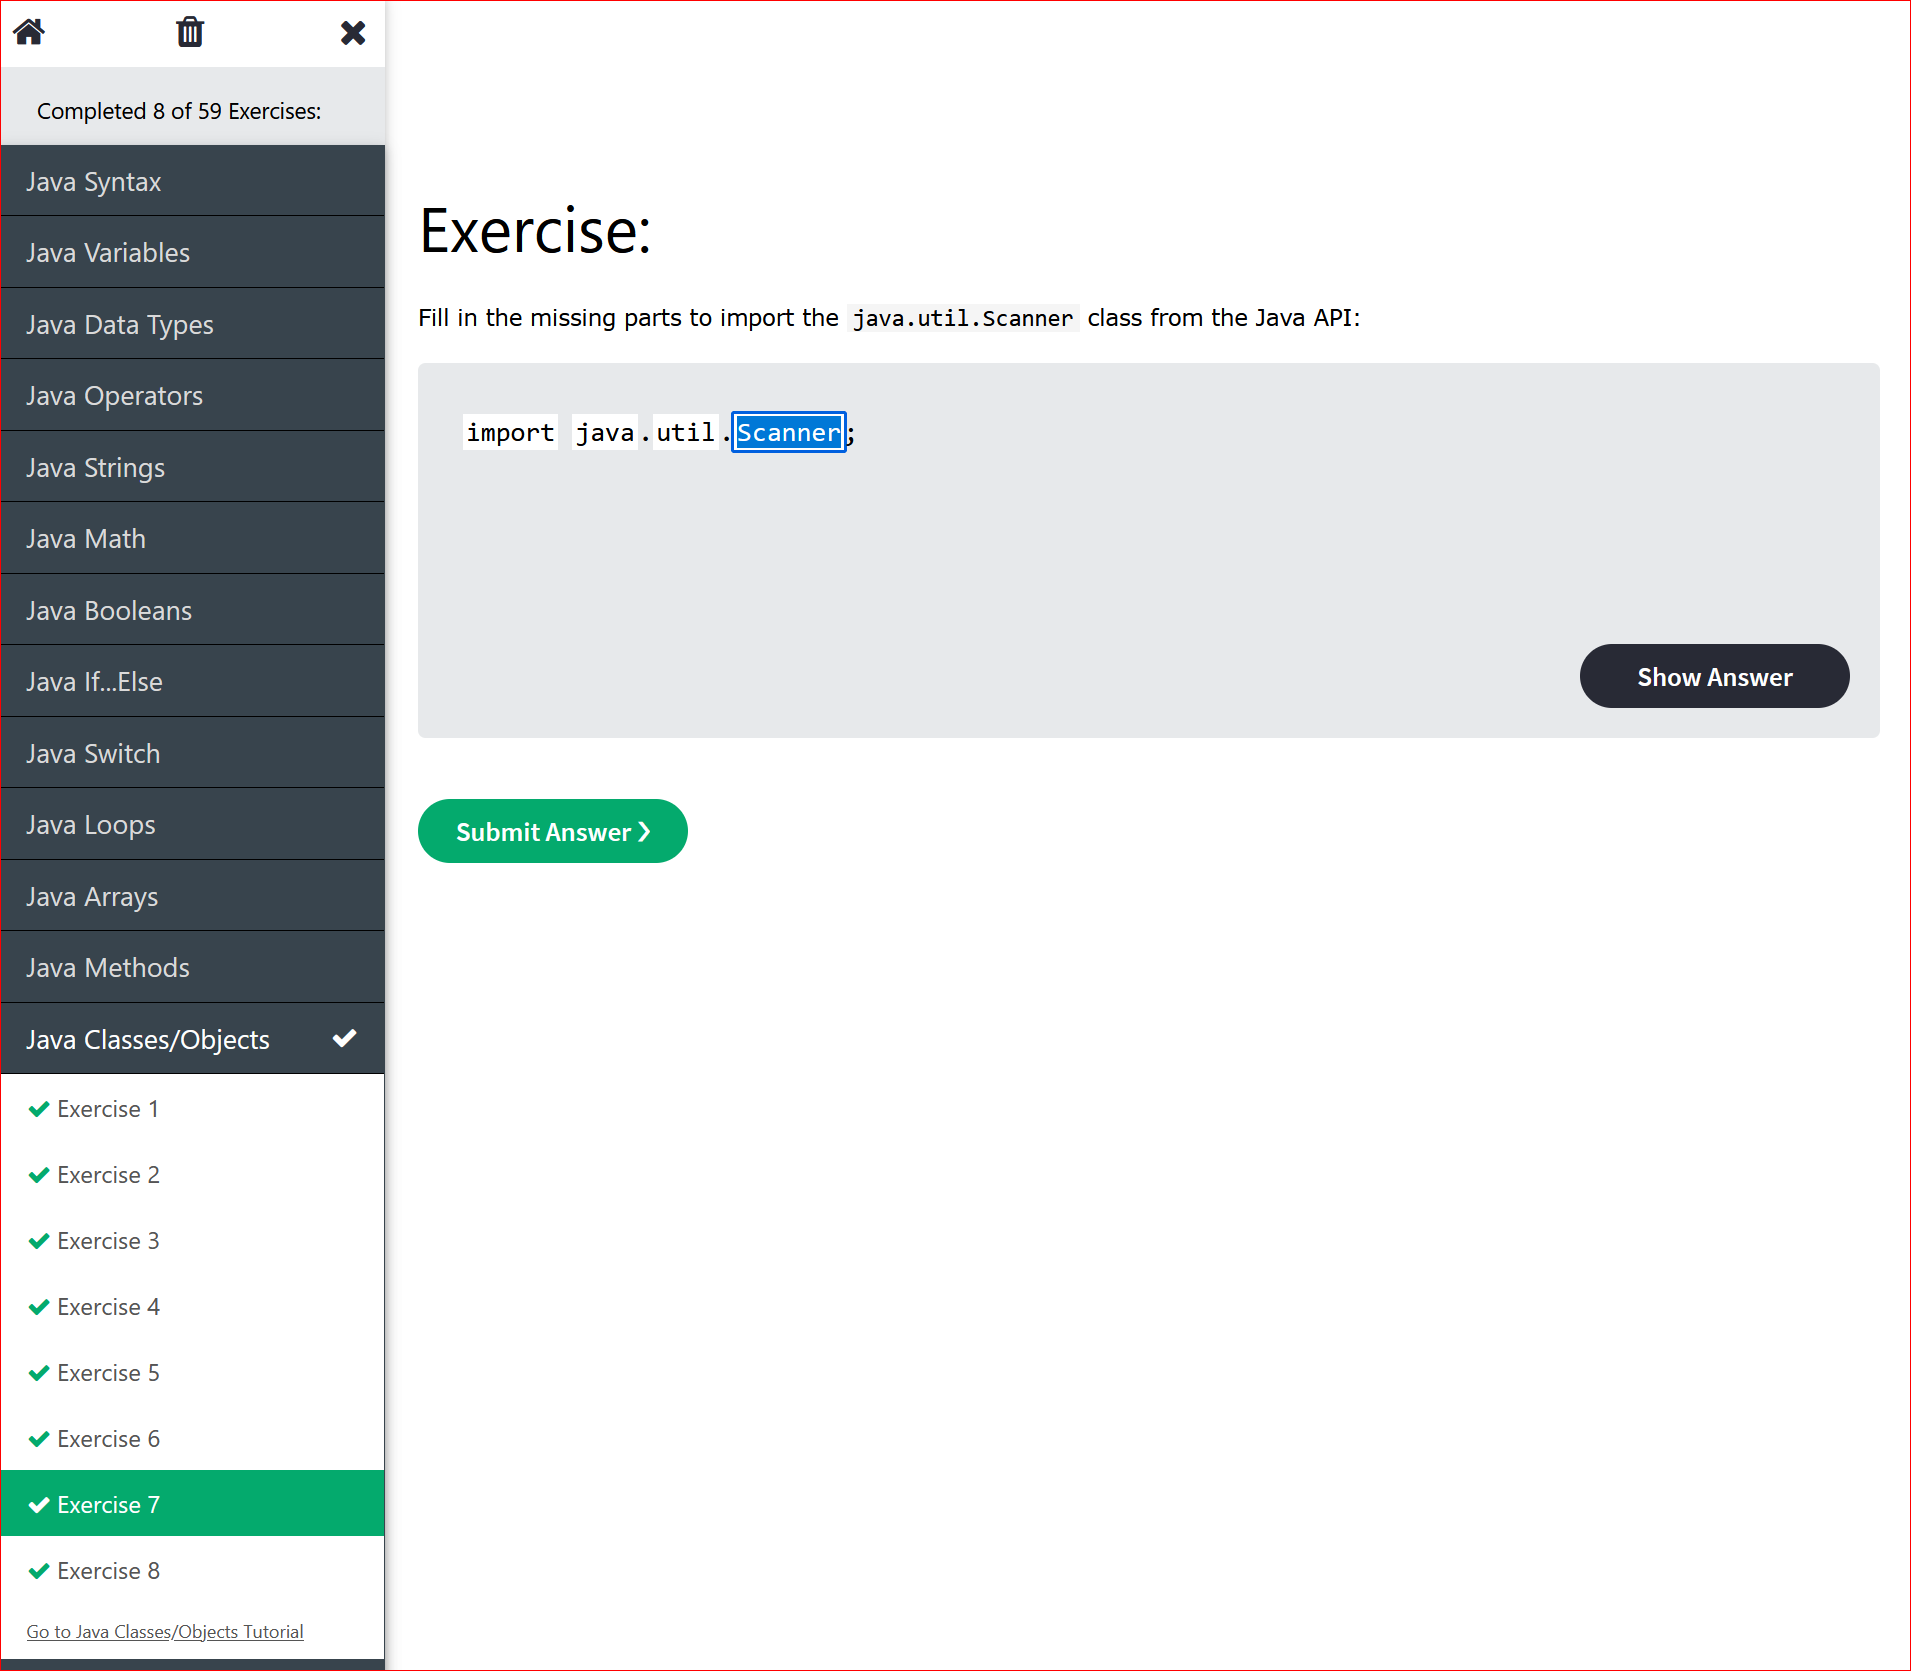 Completed 8 of 59 Exercises:
Java Syntax
Java Variables
Java Data Types
Java Operators
Java Strings
Java Math
Java Booleans
Java If...Else
Java Switch
Java Loops
Java Arrays
Java Methods
Java Classes/Objects
Exercise 1
Exercise 2
Exercise 3
Exercise 4
Exercise 5
Exercise 6
Exercise 7
Exercise 8
Go to Java Classes/Objects Tutorial
Exercise:
Fill in the missing parts to import the java.util.Scanner class from the Java API:
import java.util.Scanner;
Show Answer
Submit Answer ❯